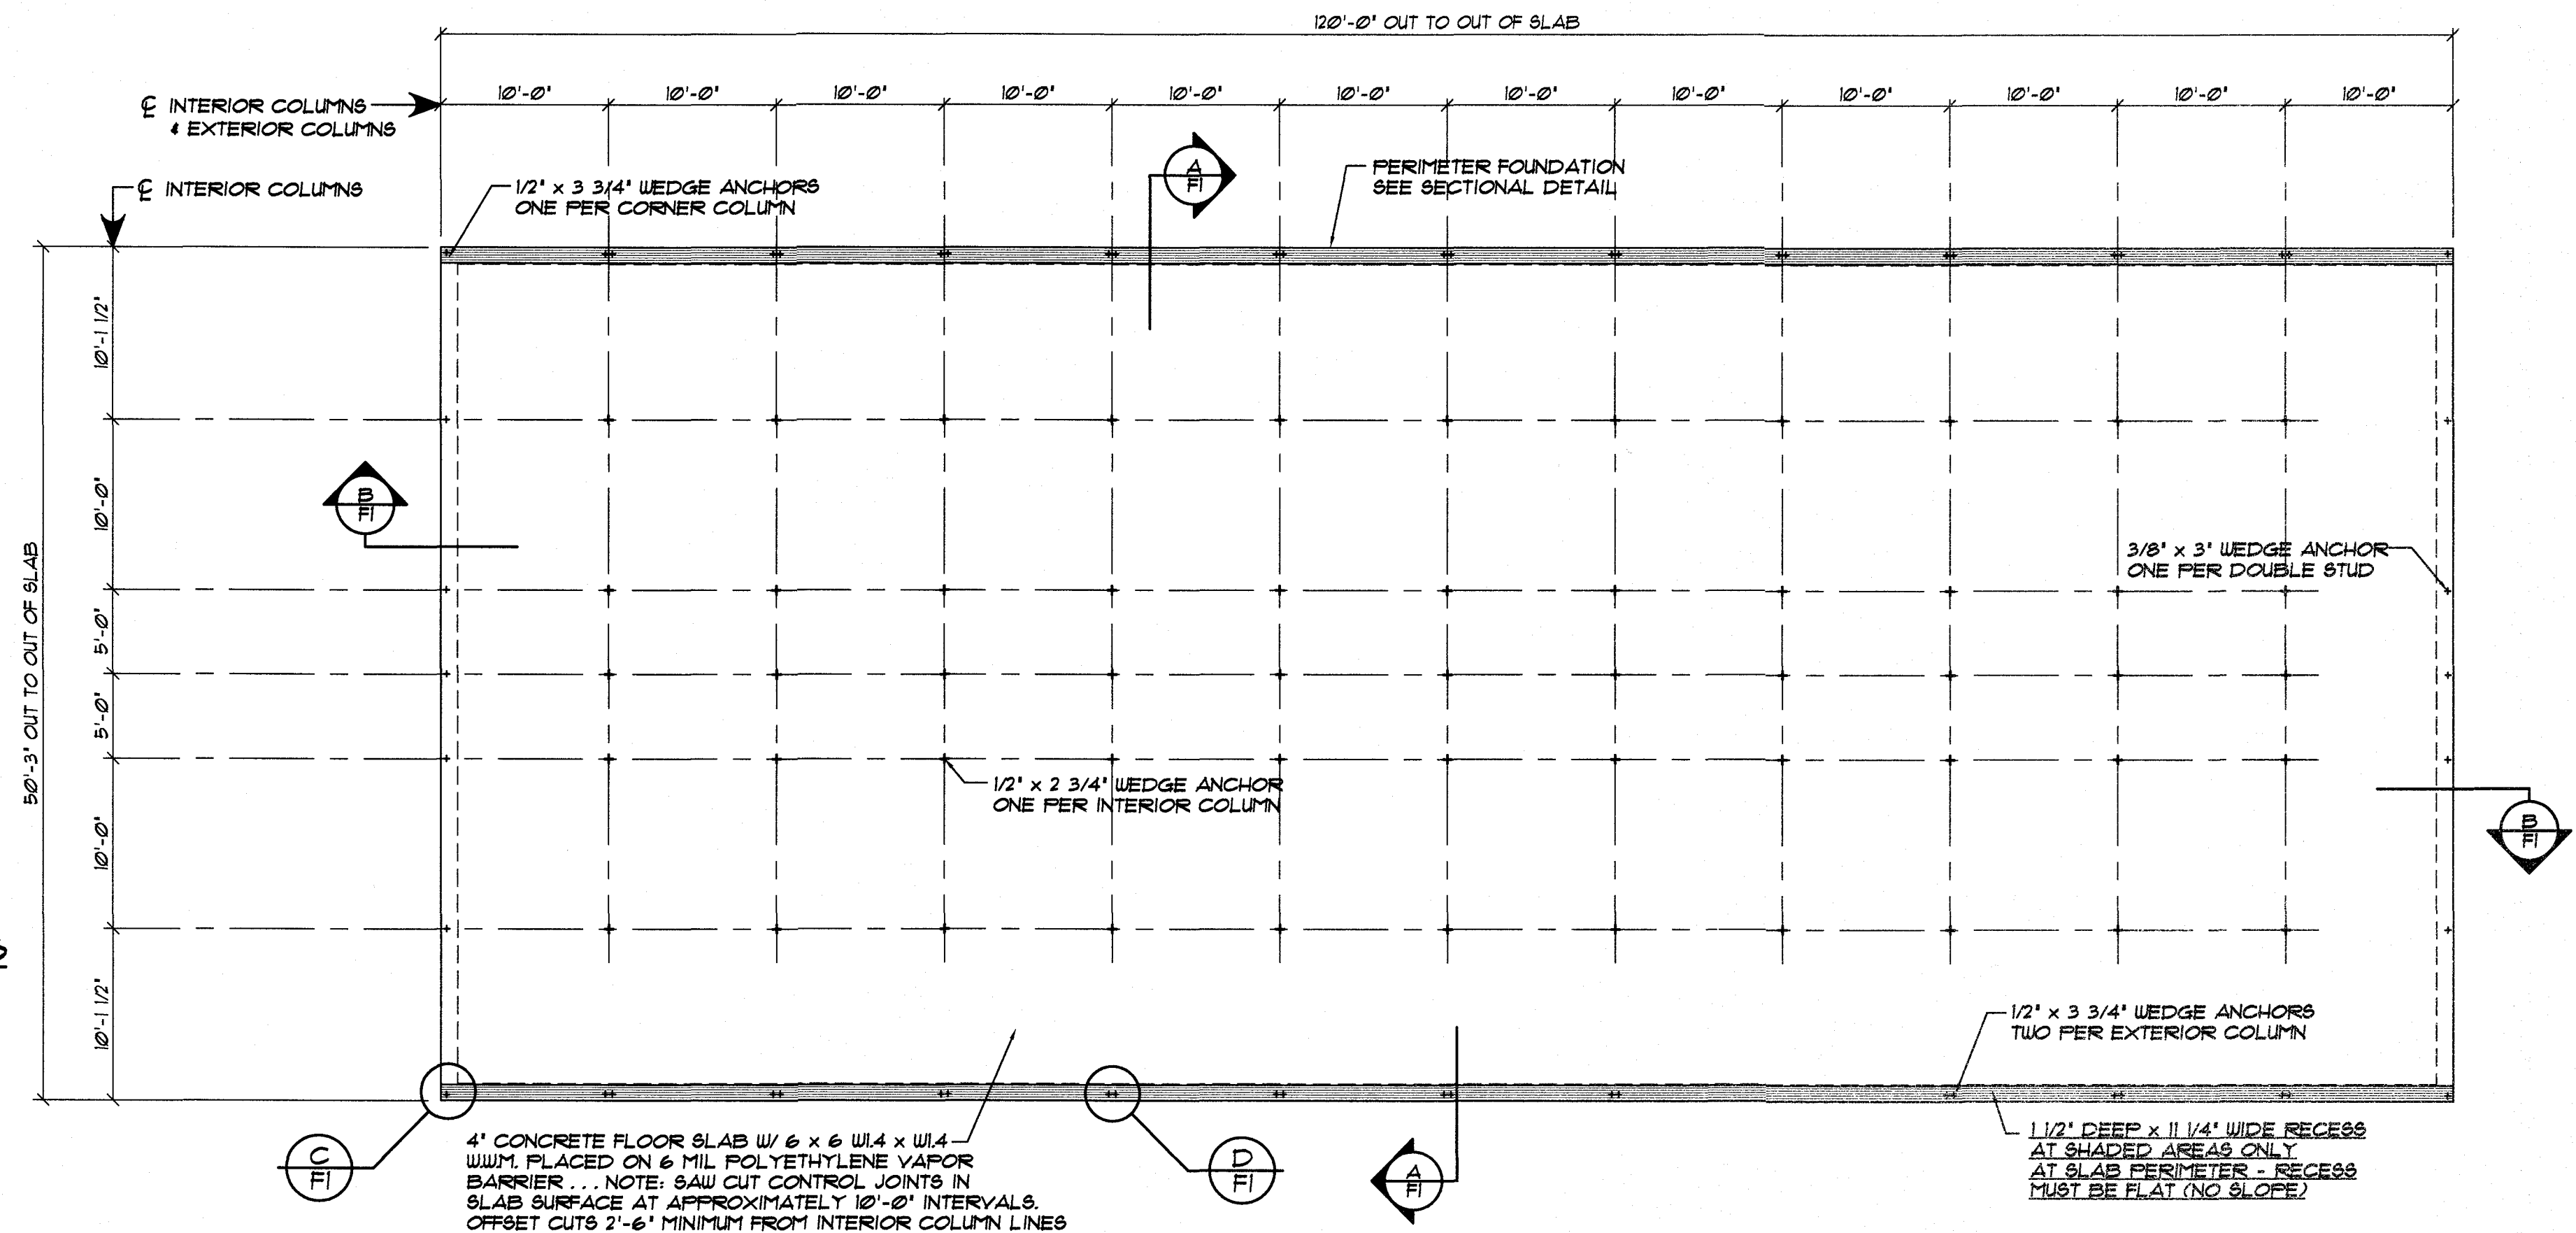 120'-0" OUT TO OUT OF SLAB
10'-0" 10'-0" 10'-0" 10'-0" 10'-0" 10'-0" 10'-0" 10'-0" 10'-0" 10'-0" 10'-0" 10'-0"
℄ INTERIOR COLUMNS
& EXTERIOR COLUMNS
℄ INTERIOR COLUMNS
1/2" x 3 3/4" WEDGE ANCHORS
ONE PER CORNER COLUMN
A
F1
PERIMETER FOUNDATION
SEE SECTIONAL DETAIL
50'-3" OUT TO OUT OF SLAB
10'-1 1/2"
10'-0"
5'-0"
5'-0"
10'-0"
10'-1 1/2"
B
F1
3/8" x 3" WEDGE ANCHOR
ONE PER DOUBLE STUD
1/2" x 2 3/4" WEDGE ANCHOR
ONE PER INTERIOR COLUMN
B
F1
1/2" x 3 3/4" WEDGE ANCHORS
TWO PER EXTERIOR COLUMN
C
F1
4" CONCRETE FLOOR SLAB W/ 6 x 6 W1.4 x W1.4
W.W.M. PLACED ON 6 MIL POLYETHYLENE VAPOR
BARRIER . . . NOTE: SAW CUT CONTROL JOINTS IN
SLAB SURFACE AT APPROXIMATELY 10'-0" INTERVALS.
OFFSET CUTS 2'-6" MINIMUM FROM INTERIOR COLUMN LINES
D
F1
A
F1
1 1/2" DEEP x 11 1/4" WIDE RECESS
AT SHADED AREAS ONLY
AT SLAB PERIMETER - RECESS
MUST BE FLAT (NO SLOPE)